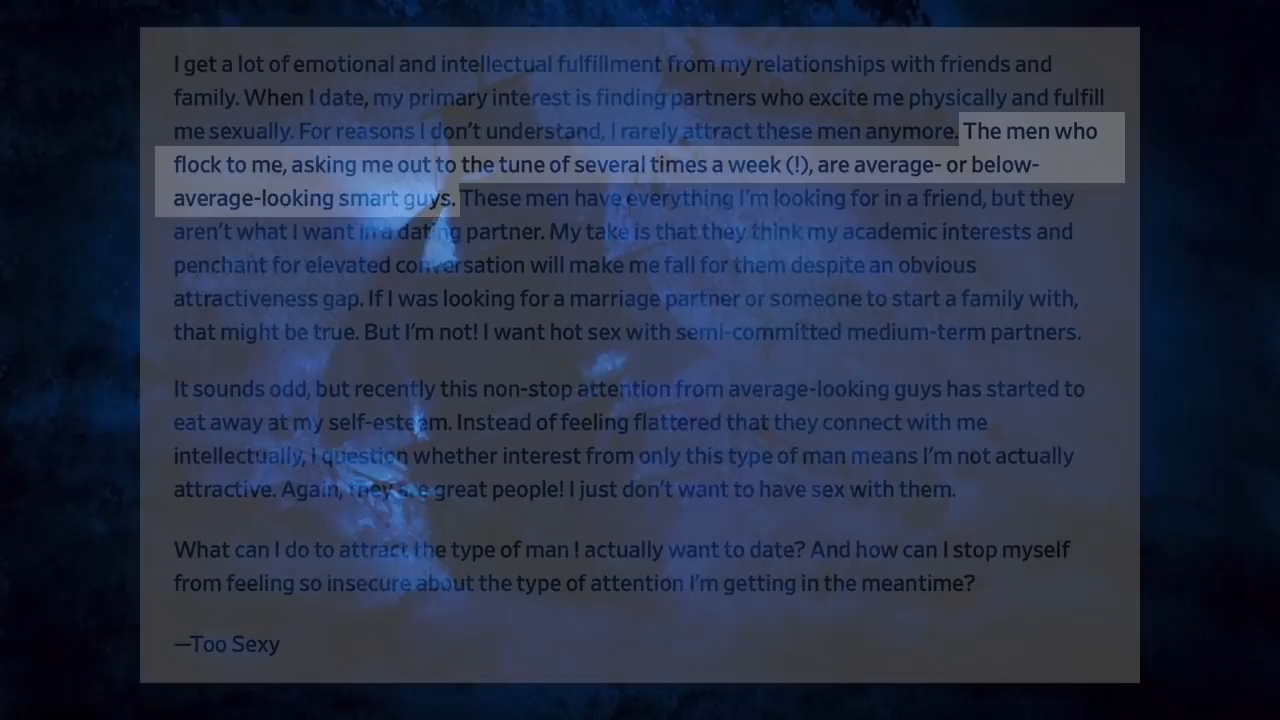 I get a lot of emotional and intellectual fulfillment from my relationships with friends and
family. When I date, my primary interest is finding partners who excite me physically and fulfill
me sexually. For reasons I don't understand, I rarely attract these men anymore. The men who
flock to me, asking me out to the tune of several times a week (!), are average- or below-
average-looking smart guys. These men have everything I'm looking for in a friend, but they
aren't what I want in a dating partner. My take is that they think my academic interests and
penchant for elevated conversation will make me fall for them despite an obvious
attractiveness gap. If I was looking for a marriage partner or someone to start a family with,
that might be true. But I'm not! I want hot sex with semi-committed medium-term partners.
It sounds odd, but recently this non-stop attention from average-looking guys has started to
eat away at my self-esteem. Instead of feeling flattered that they connect with me
intellectually, I question whether interest from only this type of man means I'm not actually
attractive. Again, they are great people! I just don't want to have sex with them.
What can I do to attract the type of man I actually want to date? And how can I stop myself
from feeling so insecure about the type of attention I'm getting in the meantime?
—Too Sexy